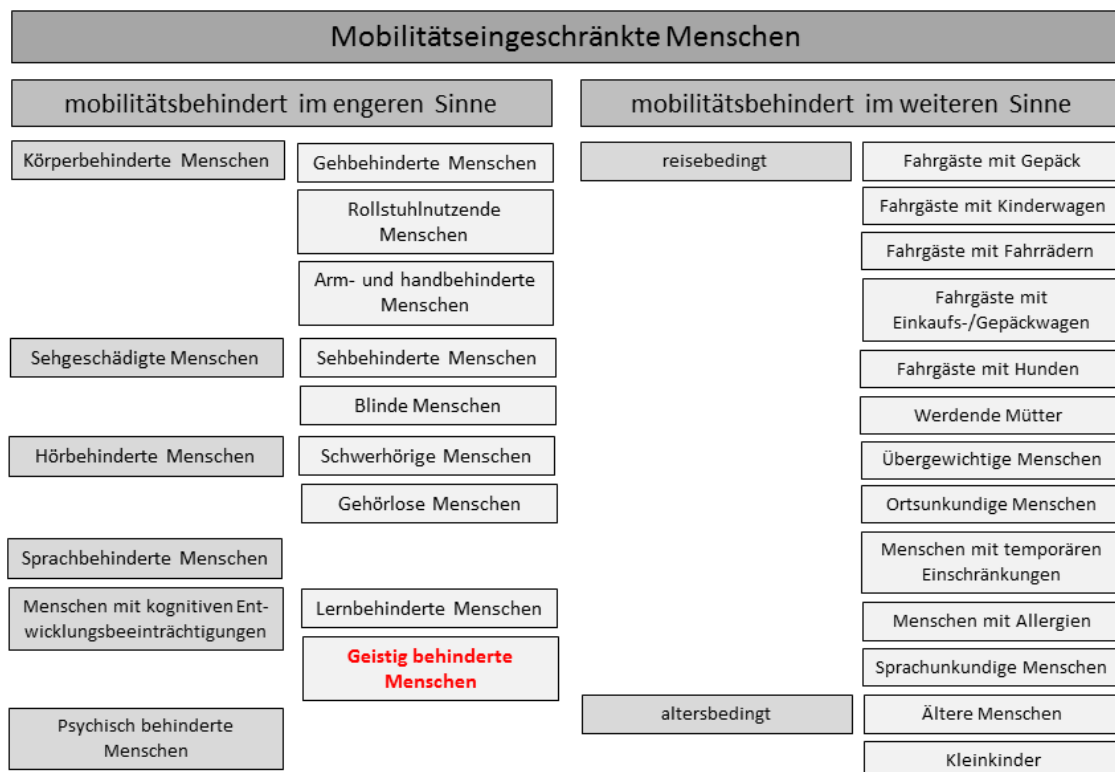 Mobilitätseingeschränkte Menschen
mobilitätsbehindert im engeren Sinne
Körperbehinderte Menschen
Gehbehinderte Menschen
Rollstuhlnutzende
Menschen
Arm- und handbehinderte
Menschen
Sehgeschädigte Menschen
Sehbehinderte Menschen
Blinde Menschen
Hörbehinderte Menschen
Schwerhörige Menschen
Gehörlose Menschen
Sprachbehinderte Menschen
Menschen mit kognitiven Ent-
wicklungsbeeinträchtigungen
Lernbehinderte Menschen
Geistig behinderte
Menschen
Psychisch behinderte
Menschen
mobilitätsbehindert im weiteren Sinne
reisebedingt
Fahrgäste mit Gepäck
Fahrgäste mit Kinderwagen
Fahrgäste mit Fahrrädern
Fahrgäste mit
Einkaufs-/Gepäckwagen
Fahrgäste mit Hunden
Werdende Mütter
Übergewichtige Menschen
Ortsunkundige Menschen
Menschen mit temporären
Einschränkungen
Menschen mit Allergien
Sprachunkundige Menschen
altersbedingt
Ältere Menschen
Kleinkinder